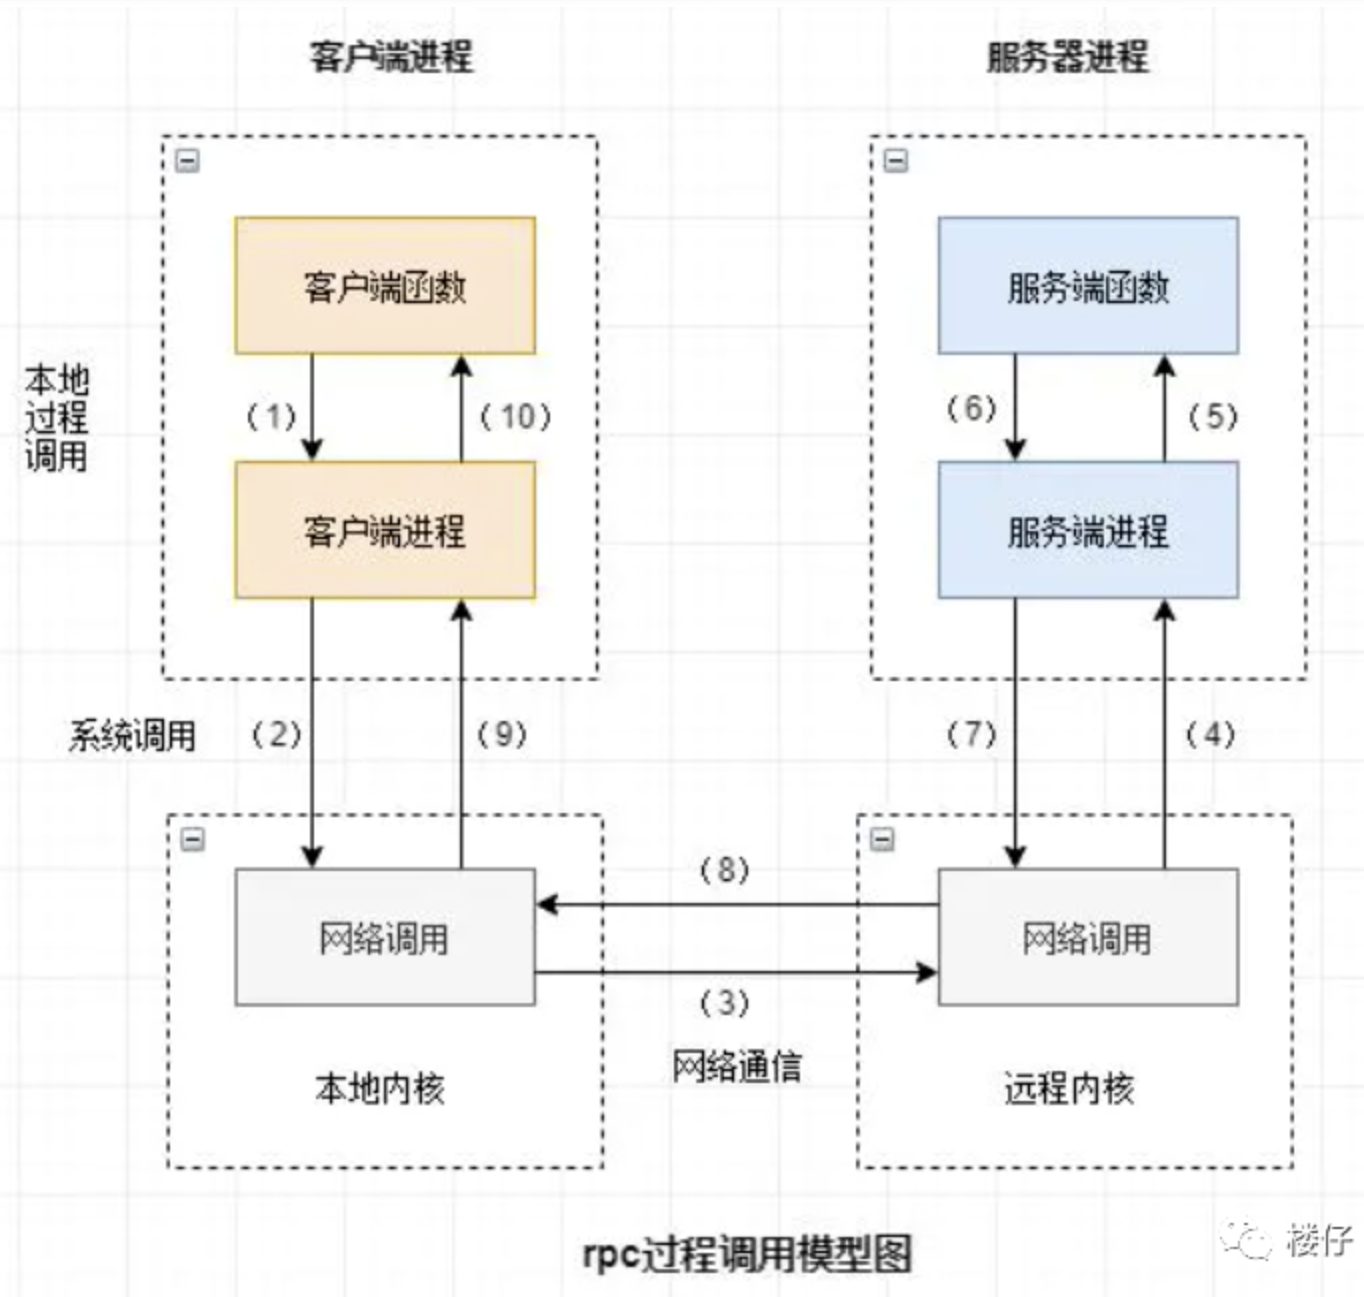 客户端进程
服务器进程
客户端函数
服务端函数
本地
过程
调用
（1）
（10）
（6）
（5）
客户端进程
服务端进程
系统调用
（2）
（9）
（7）
（4）
（8）
网络调用
网络调用
（3）
网络通信
本地内核
远程内核
rpc过程调用模型图
楼仔